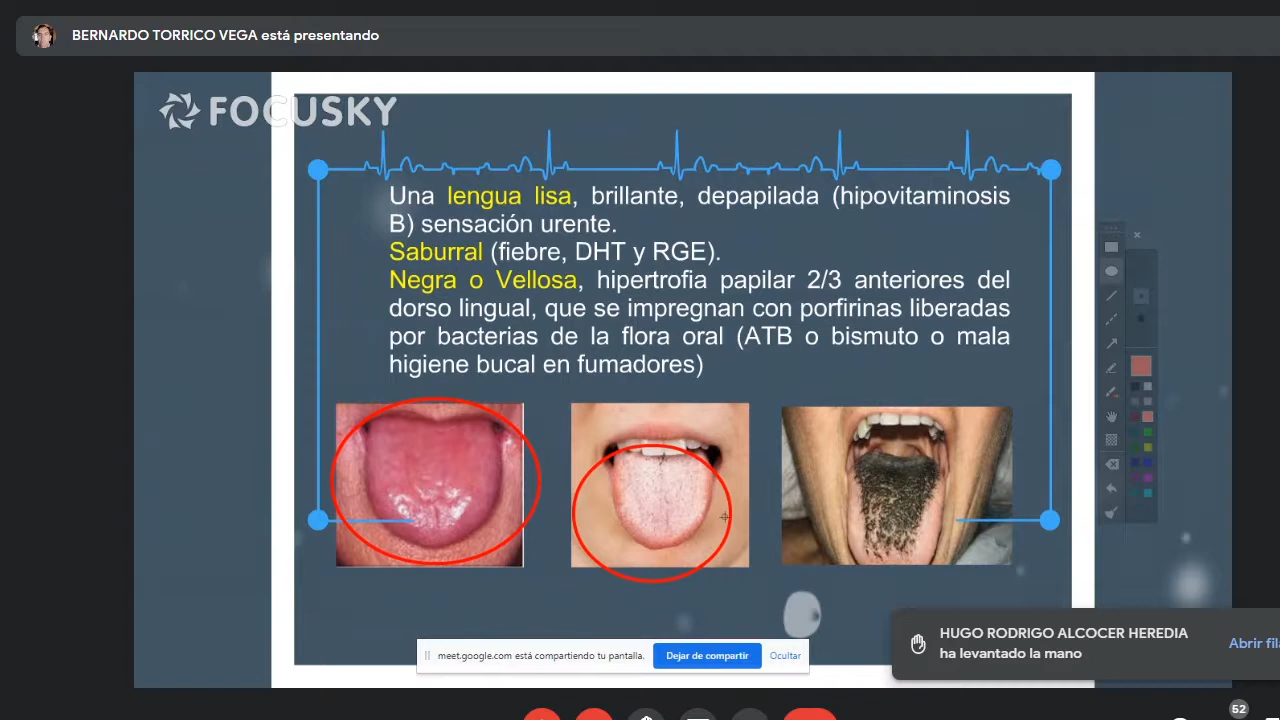 BERNARDO TORRICO VEGA está presentando
FOCUSKY
Una lengua lisa, brillante, depapilada (hipovitaminosis
B) sensación urente.
Saburral (fiebre, DHT y RGE).
Negra o Vellosa, hipertrofia papilar 2/3 anteriores del
dorso lingual, que se impregnan con porfirinas liberadas
por bacterias de la flora oral (ATB o bismuto o mala
higiene bucal en fumadores)
HUGO RODRIGO ALCOCER HEREDIA
ha levantado la mano
Abrir fila
meet.google.com está compartiendo tu pantalla.
Dejar de compartir
Ocultar
52